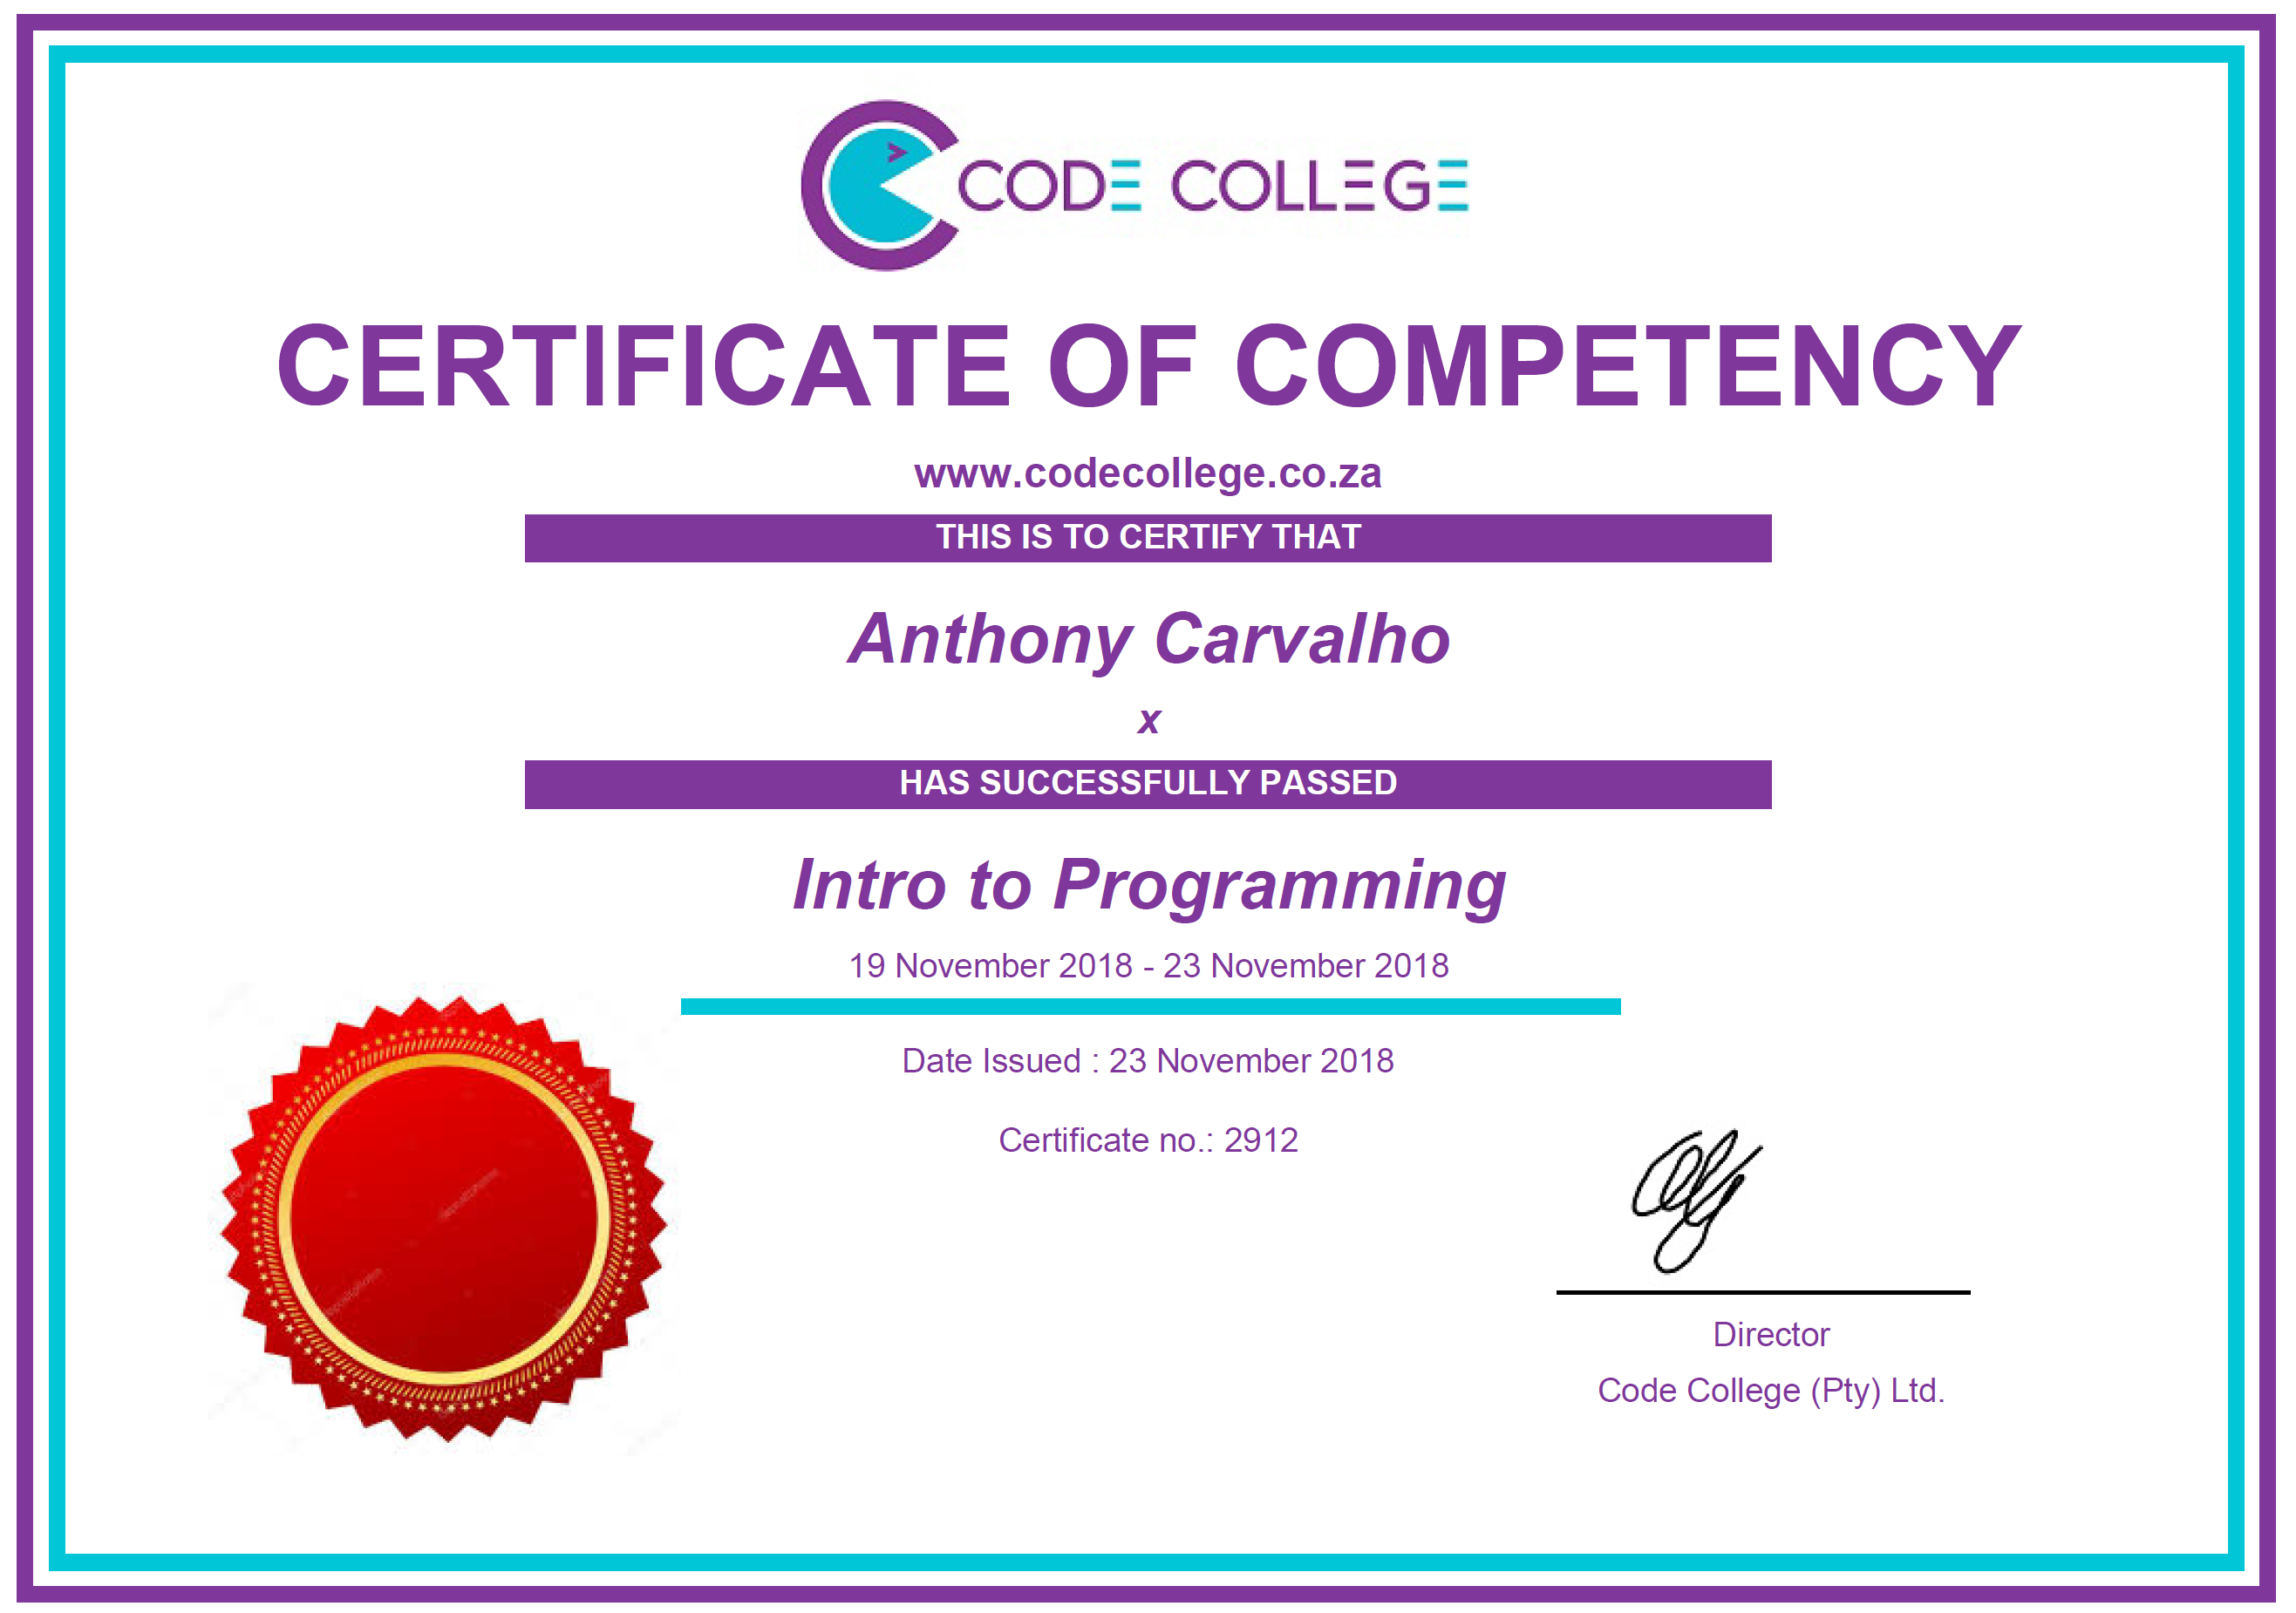 CODE COLLEGE
CERTIFICATE OF COMPETENCY
www.codecollege.co.za
THIS IS TO CERTIFY THAT
Anthony Carvalho
x
HAS SUCCESSFULLY PASSED
Intro to Programming
19 November 2018 - 23 November 2018
Date Issued : 23 November 2018
Certificate no.: 2912
Director
Code College (Pty) Ltd.